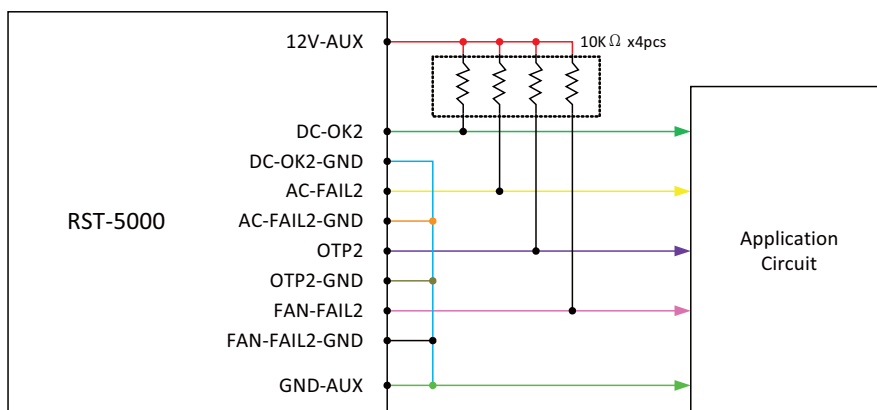 12V-AUX
10KΩ x4pcs
DC-OK2
DC-OK2-GND
AC-FAIL2
RST-5000
AC-FAIL2-GND
OTP2
OTP2-GND
FAN-FAIL2
FAN-FAIL2-GND
GND-AUX
Application
Circuit